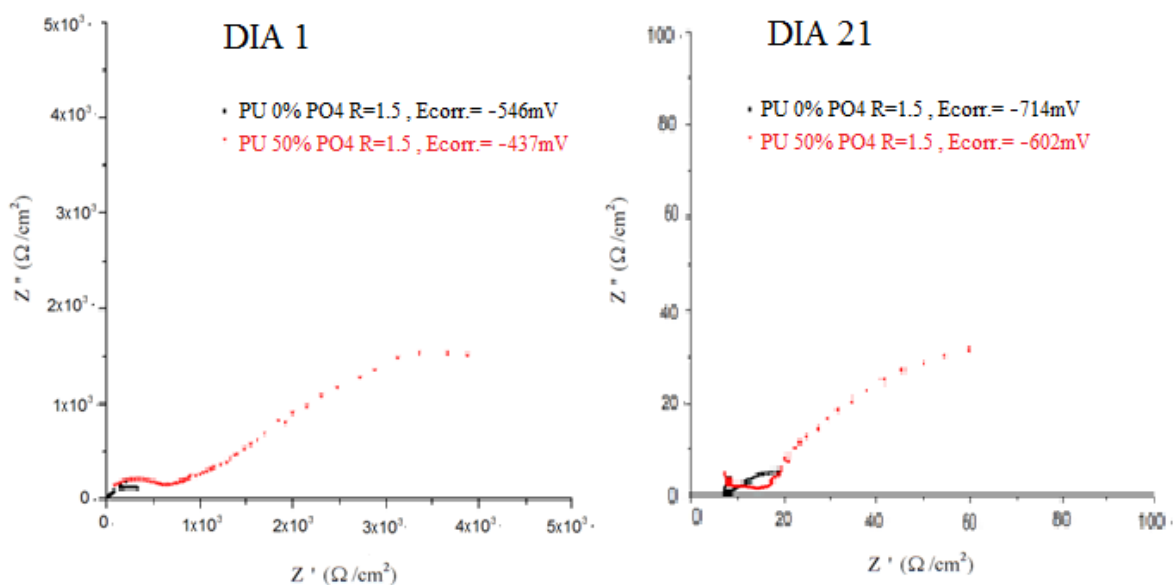 DIA 1
• PU 0% PO4 R=1.5 , Ecorr.= -546mV
• PU 50% PO4 R=1.5 , Ecorr.= -437mV
5x10³
4x10³
3x10³
2x10³
1x10³
0
Z " (Ω /cm²)
0 1x10³ 2x10³ 3x10³ 4x10³ 5x10³
Z ' (Ω /cm²)
DIA 21
• PU 0% PO4 R=1.5 , Ecorr.= -714mV
• PU 50% PO4 R=1.5 , Ecorr.= -602mV
100
80
60
40
20
0
Z " (Ω /cm²)
0 20 40 60 80 100
Z ' (Ω /cm²)